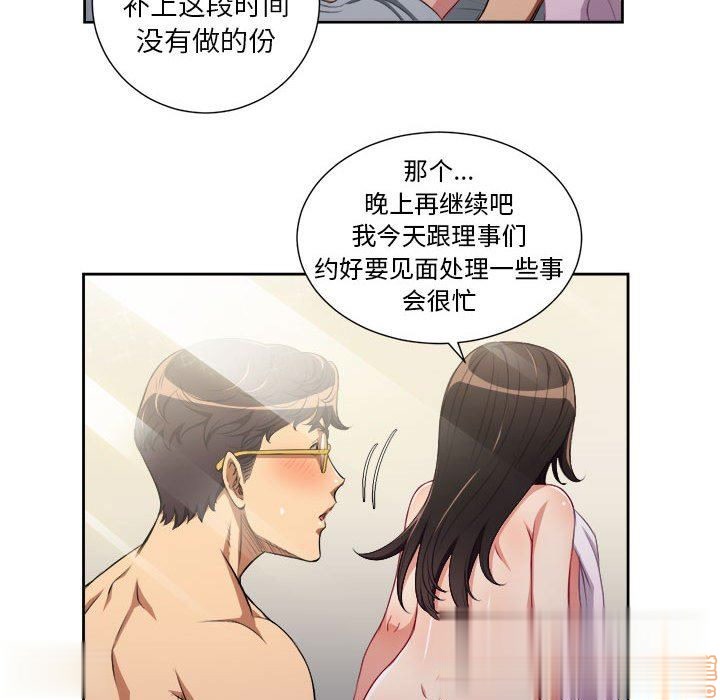 补上这段时间
没有做的份
那个...
晚上再继续吧
我今天跟理事们
约好要见面处理一些事
会很忙